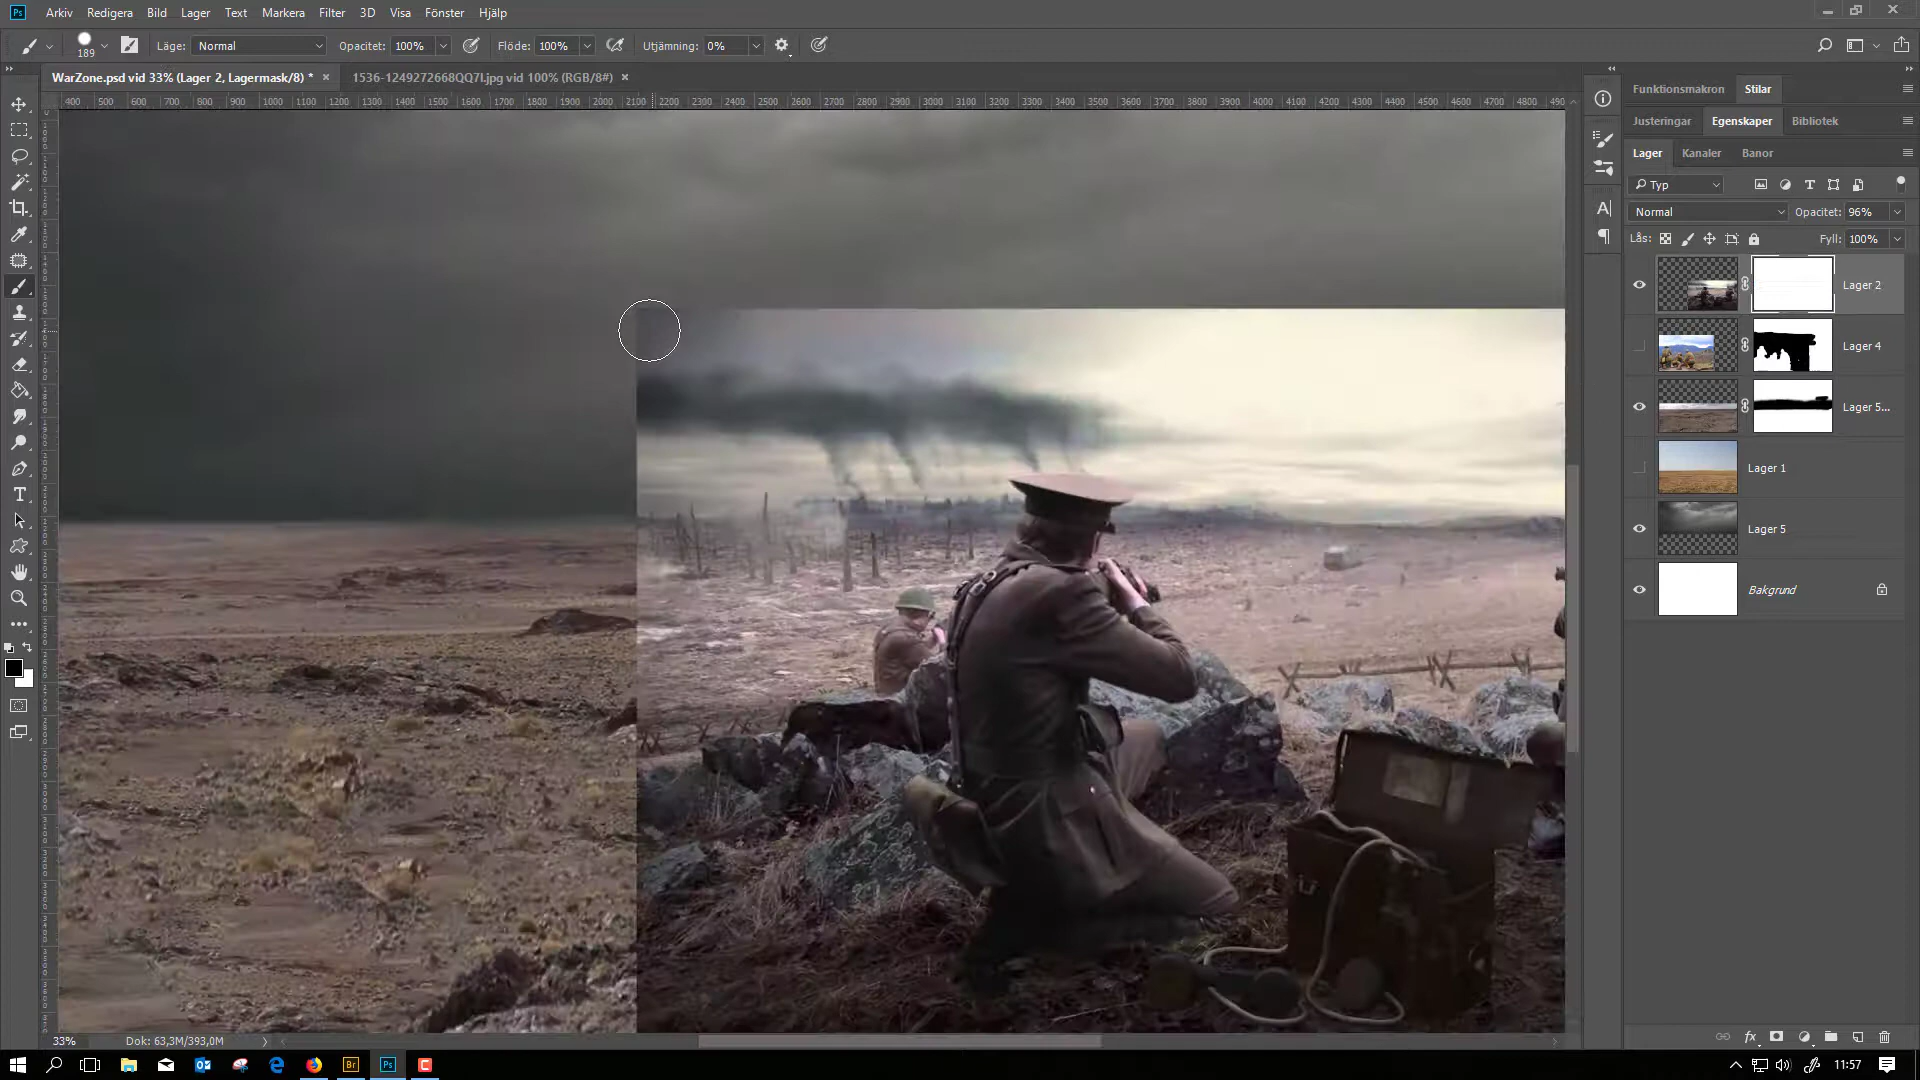 Ps Arkiv Redigera Bild Lager Text Markera Filter 3D Visa Fönster Hjälp
189 Läge: Normal Opacitet: 100% Flöde: 100% Utjämning: 0%
WarZone.psd vid 33% (Lager 2, Lagermask/8) * × 1536-1249272668QQ7I.jpg vid 100% (RGB/8#) ×
400 500 600 700 800 900 1000 1100 1200 1300 1400 1500 1600 1700 1800 1900 2000 2100 2200 2300 2400 2500 2600 2700 2800 2900 3000 3100 3200 3300 3400 3500 3600 3700 3800 3900 4000 4100 4200 4300 4400 4500 4600 4700 4800 490
Funktionsmakron Stilar
Justeringar Egenskaper Bibliotek
Lager Kanaler Banor
Typ
Normal Opacitet: 96%
Lås: Fyll: 100%
Lager 2
Lager 4
Lager 5...
Lager 1
Lager 5
Bakgrund
33% Dok: 63,3M/393,0M
Br Ps 11:57